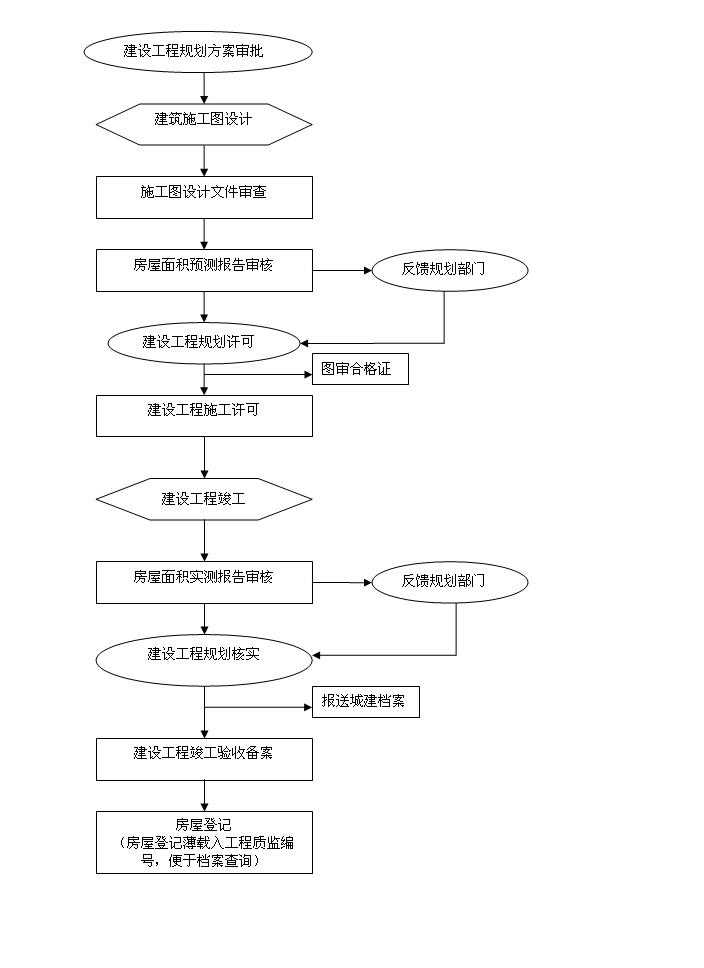 建设工程规划方案审批
建筑施工图设计
施工图设计文件审查
房屋面积预测报告审核
反馈规划部门
建设工程规划许可
图审合格证
建设工程施工许可
建设工程竣工
房屋面积实测报告审核
反馈规划部门
建设工程规划核实
报送城建档案
建设工程竣工验收备案
房屋登记
（房屋登记薄载入工程质监编
号，便于档案查询）